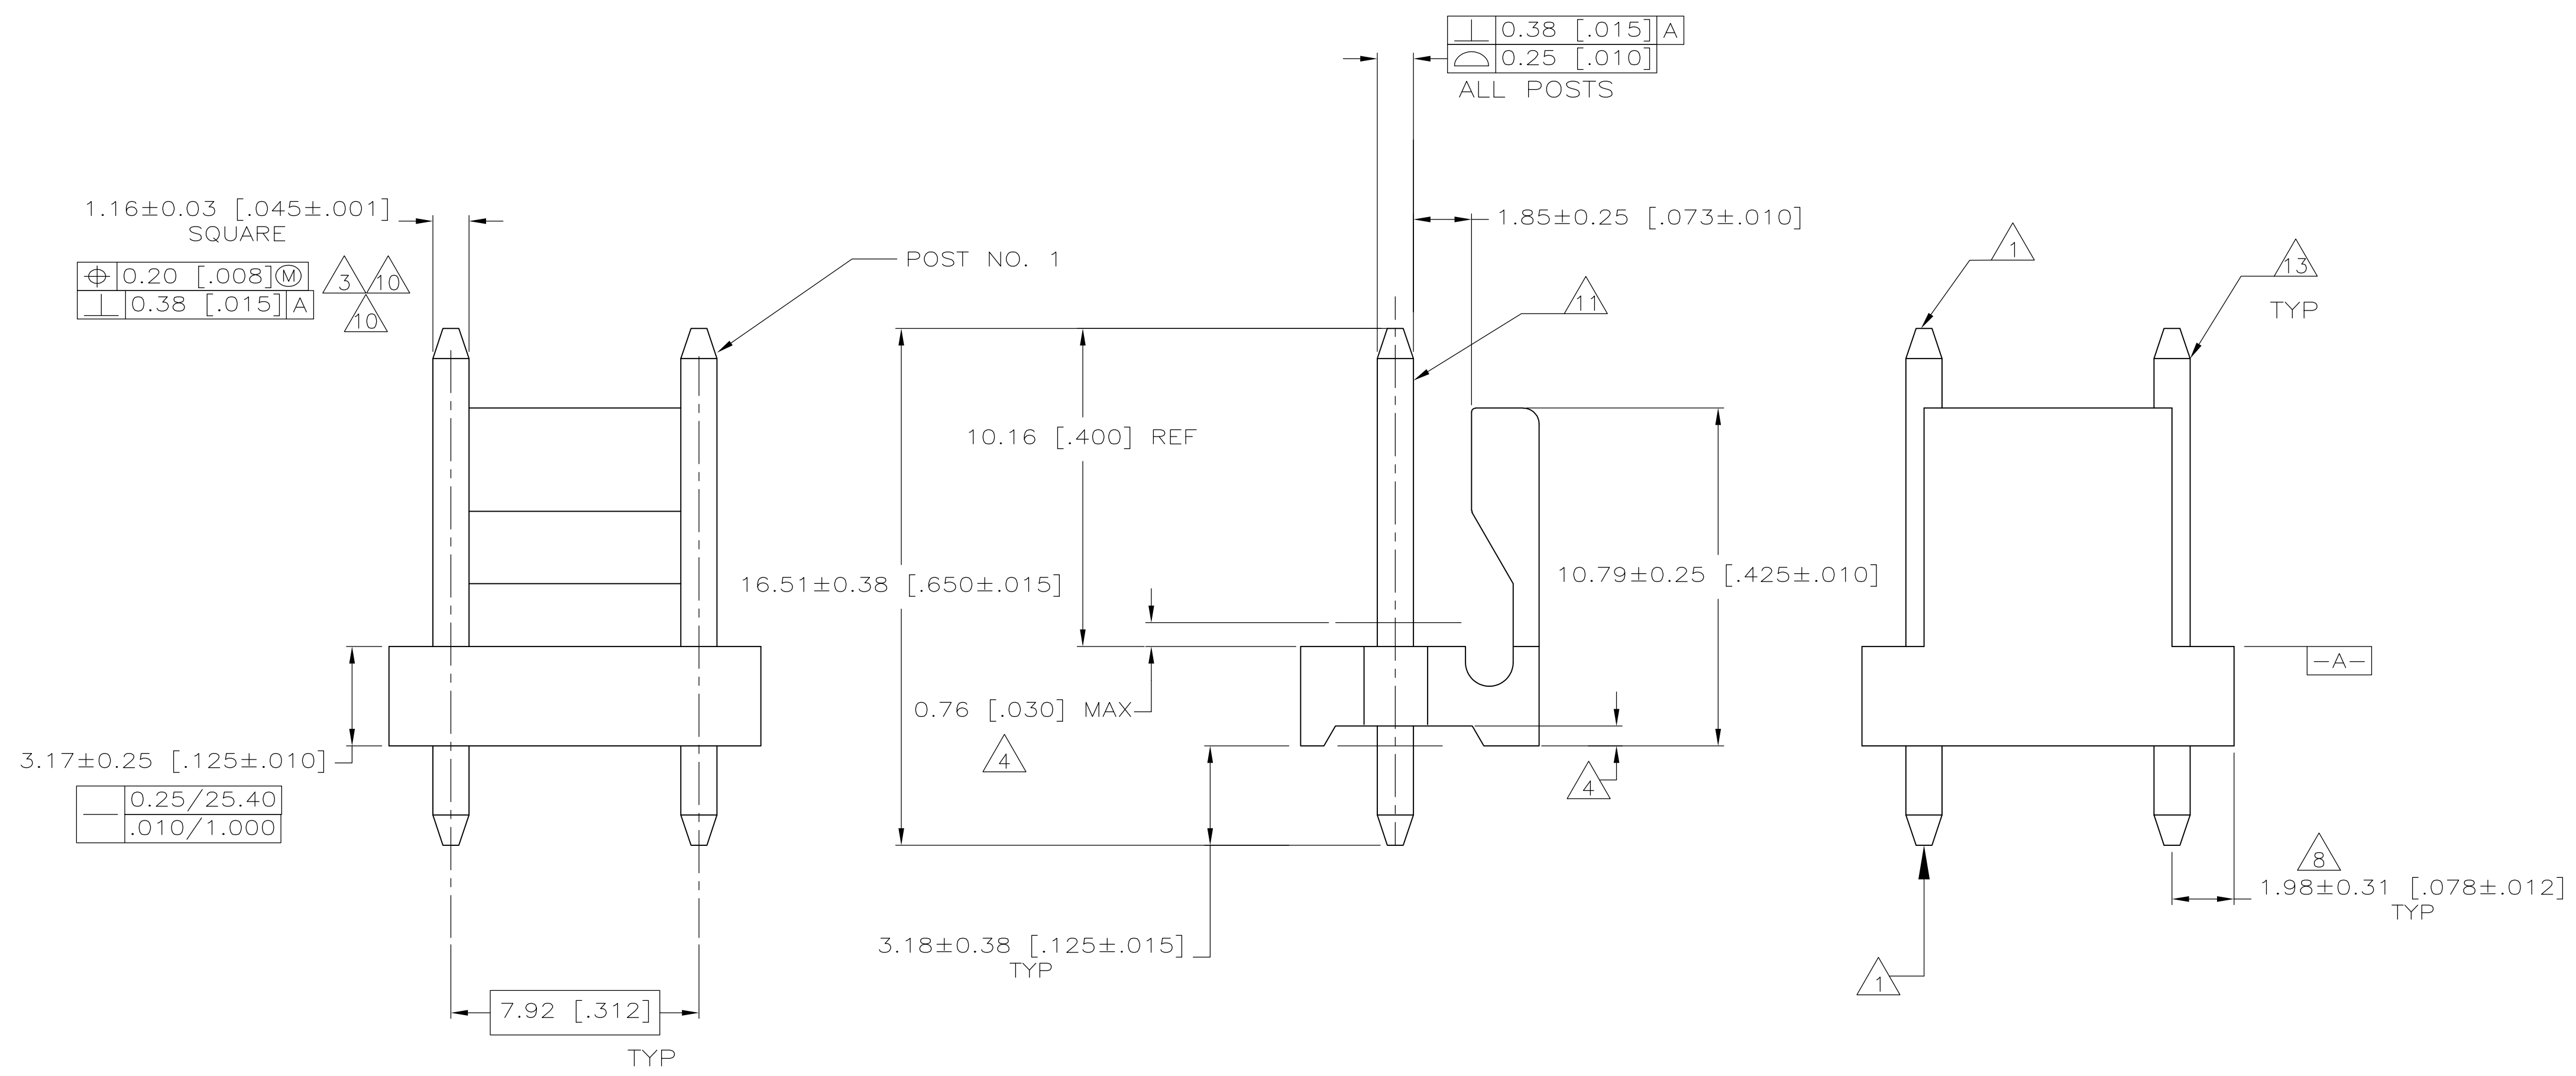 0.38 [.015] A
0.25 [.010]
ALL POSTS
1.16±0.03 [.045±.001]
SQUARE
0.20 [.008] Ⓜ
0.38 [.015] A
3
10
10
POST NO. 1
1.85±0.25 [.073±.010]
11
1
13
TYP
10.16 [.400] REF
16.51±0.38 [.650±.015]
10.79±0.25 [.425±.010]
0.76 [.030] MAX
4
4
-A-
3.17±0.25 [.125±.010]
0.25/25.40
.010/1.000
8
1.98±0.31 [.078±.012]
TYP
3.18±0.38 [.125±.015]
TYP
1
7.92 [.312]
TYP